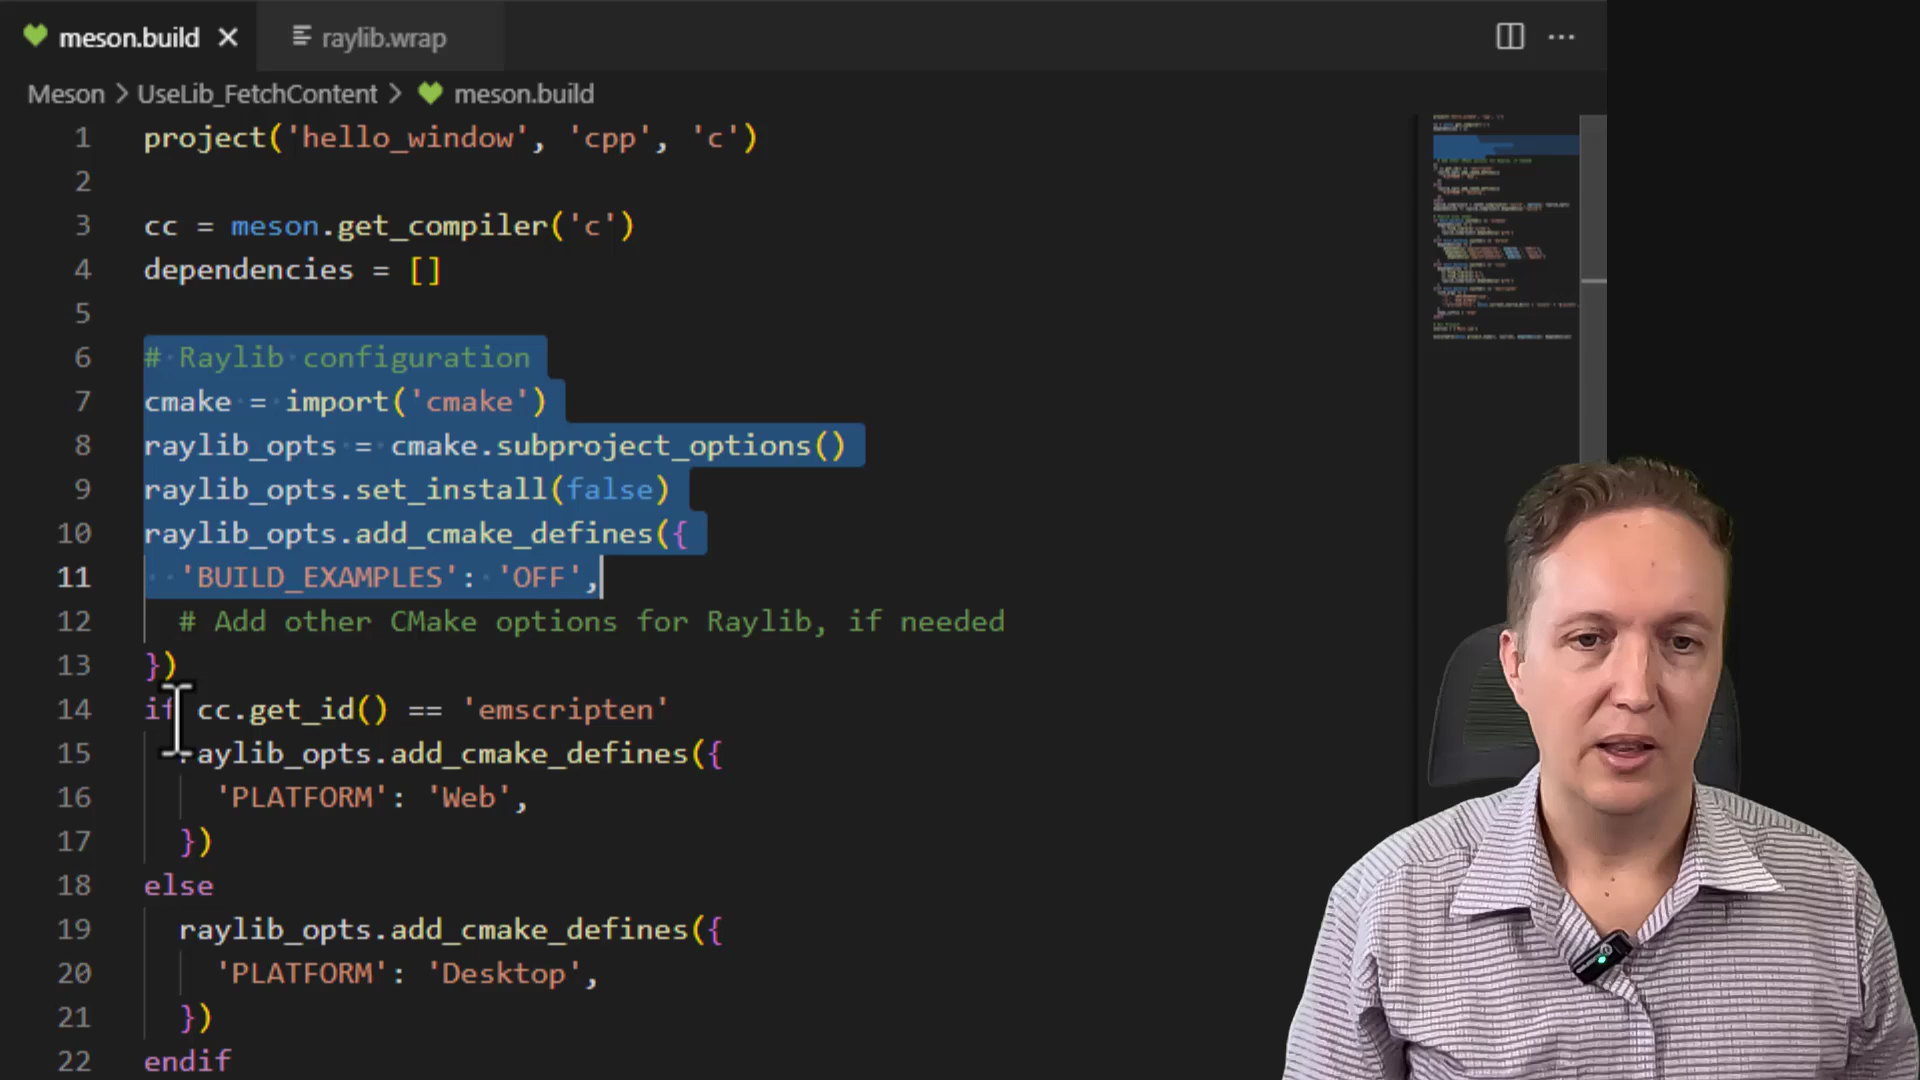 meson.build
raylib.wrap
Meson > UseLib_FetchContent > meson.build
1 project('hello_window', 'cpp', 'c')
2
3 cc = meson.get_compiler('c')
4 dependencies = []
5
6 # Raylib configuration
7 cmake = import('cmake')
8 raylib_opts = cmake.subproject_options()
9 raylib_opts.set_install(false)
10 raylib_opts.add_cmake_defines({
11 'BUILD_EXAMPLES': 'OFF',
12 # Add other CMake options for Raylib, if needed
13 })
14 if cc.get_id() == 'emscripten'
15 raylib_opts.add_cmake_defines({
16 'PLATFORM': 'Web',
17 })
18 else
19 raylib_opts.add_cmake_defines({
20 'PLATFORM': 'Desktop',
21 })
22 endif